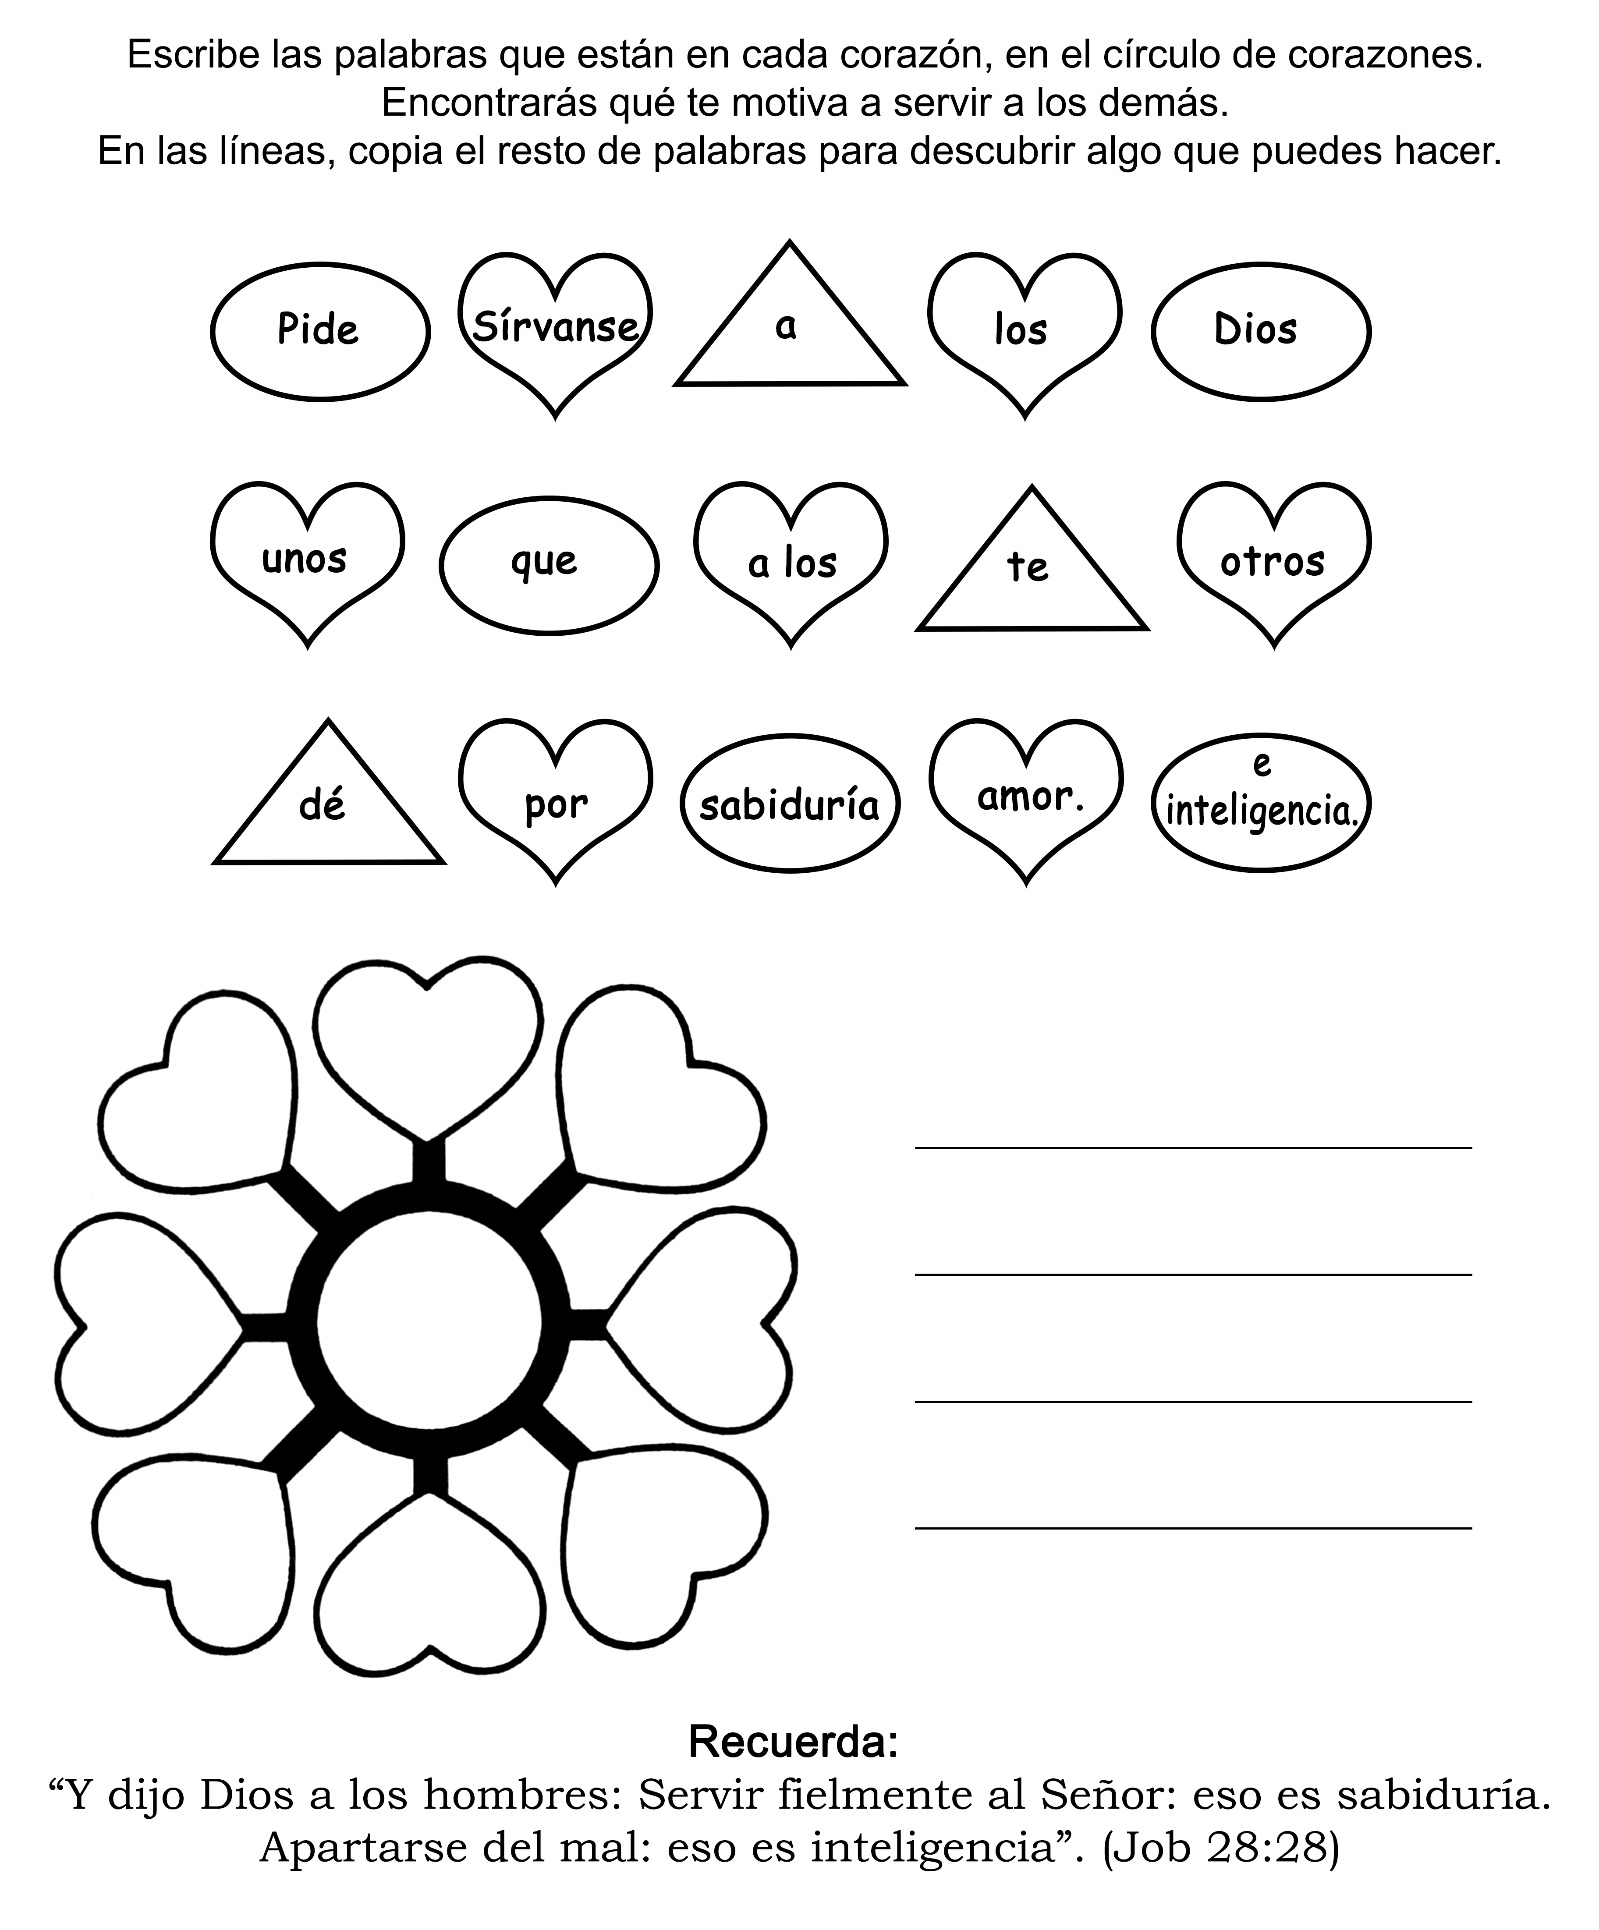 Escribe las palabras que están en cada corazón, en el círculo de corazones.
Encontrarás qué te motiva a servir a los demás.
En las líneas, copia el resto de palabras para descubrir algo que puedes hacer.
Pide Sírvanse a los Dios
unos que a los te otros
dé por sabiduría amor. e
inteligencia.
Recuerda:
“Y dijo Dios a los hombres: Servir fielmente al Señor: eso es sabiduría.
Apartarse del mal: eso es inteligencia”. (Job 28:28)